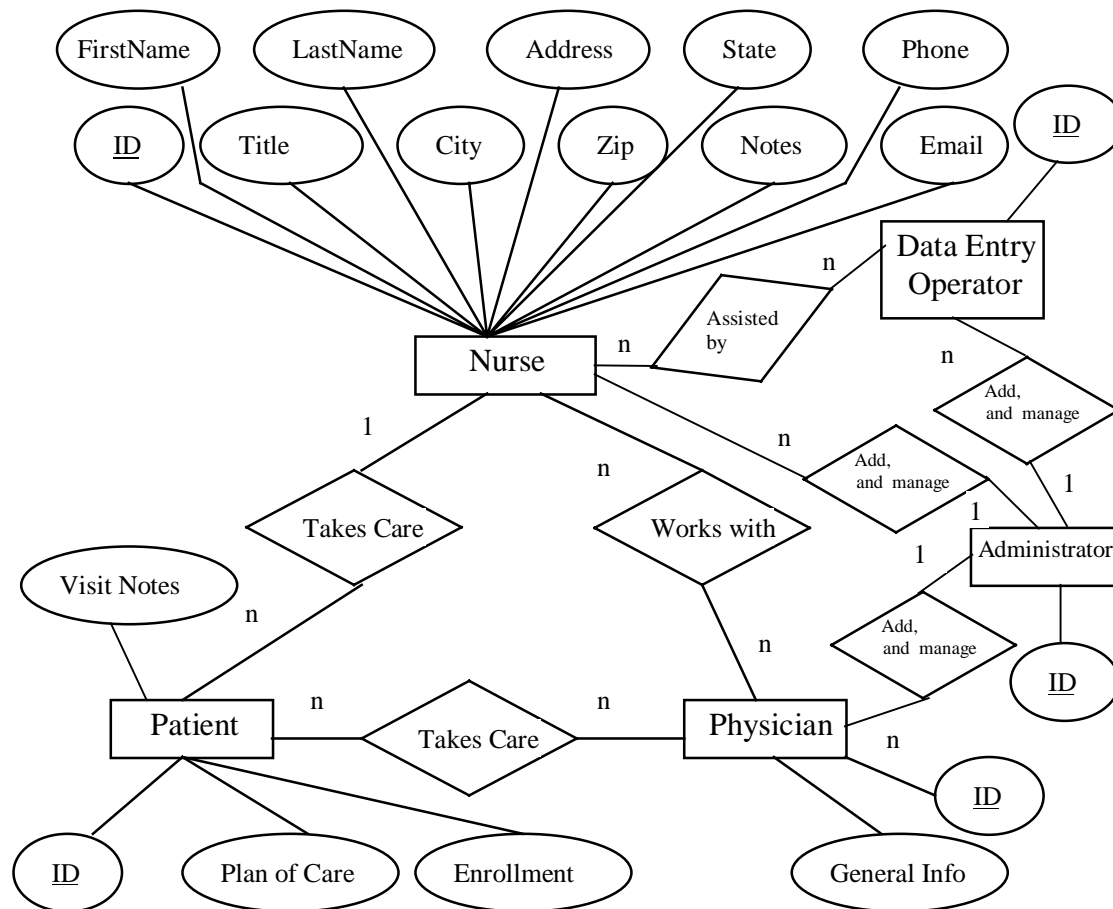 FirstName
LastName
Address
State
Phone
ID
Title
City
Zip
Notes
Email
ID
Data Entry
Operator
n
Assisted
by
n
Nurse
n
Add,
and manage
1
n
Add,
and manage
1
1
n
Takes Care
Works with
Administrator
1
Visit Notes
n
n
Add,
and manage
ID
Patient
n
Takes Care
n
Physician
n
ID
ID
Plan of Care
Enrollment
General Info